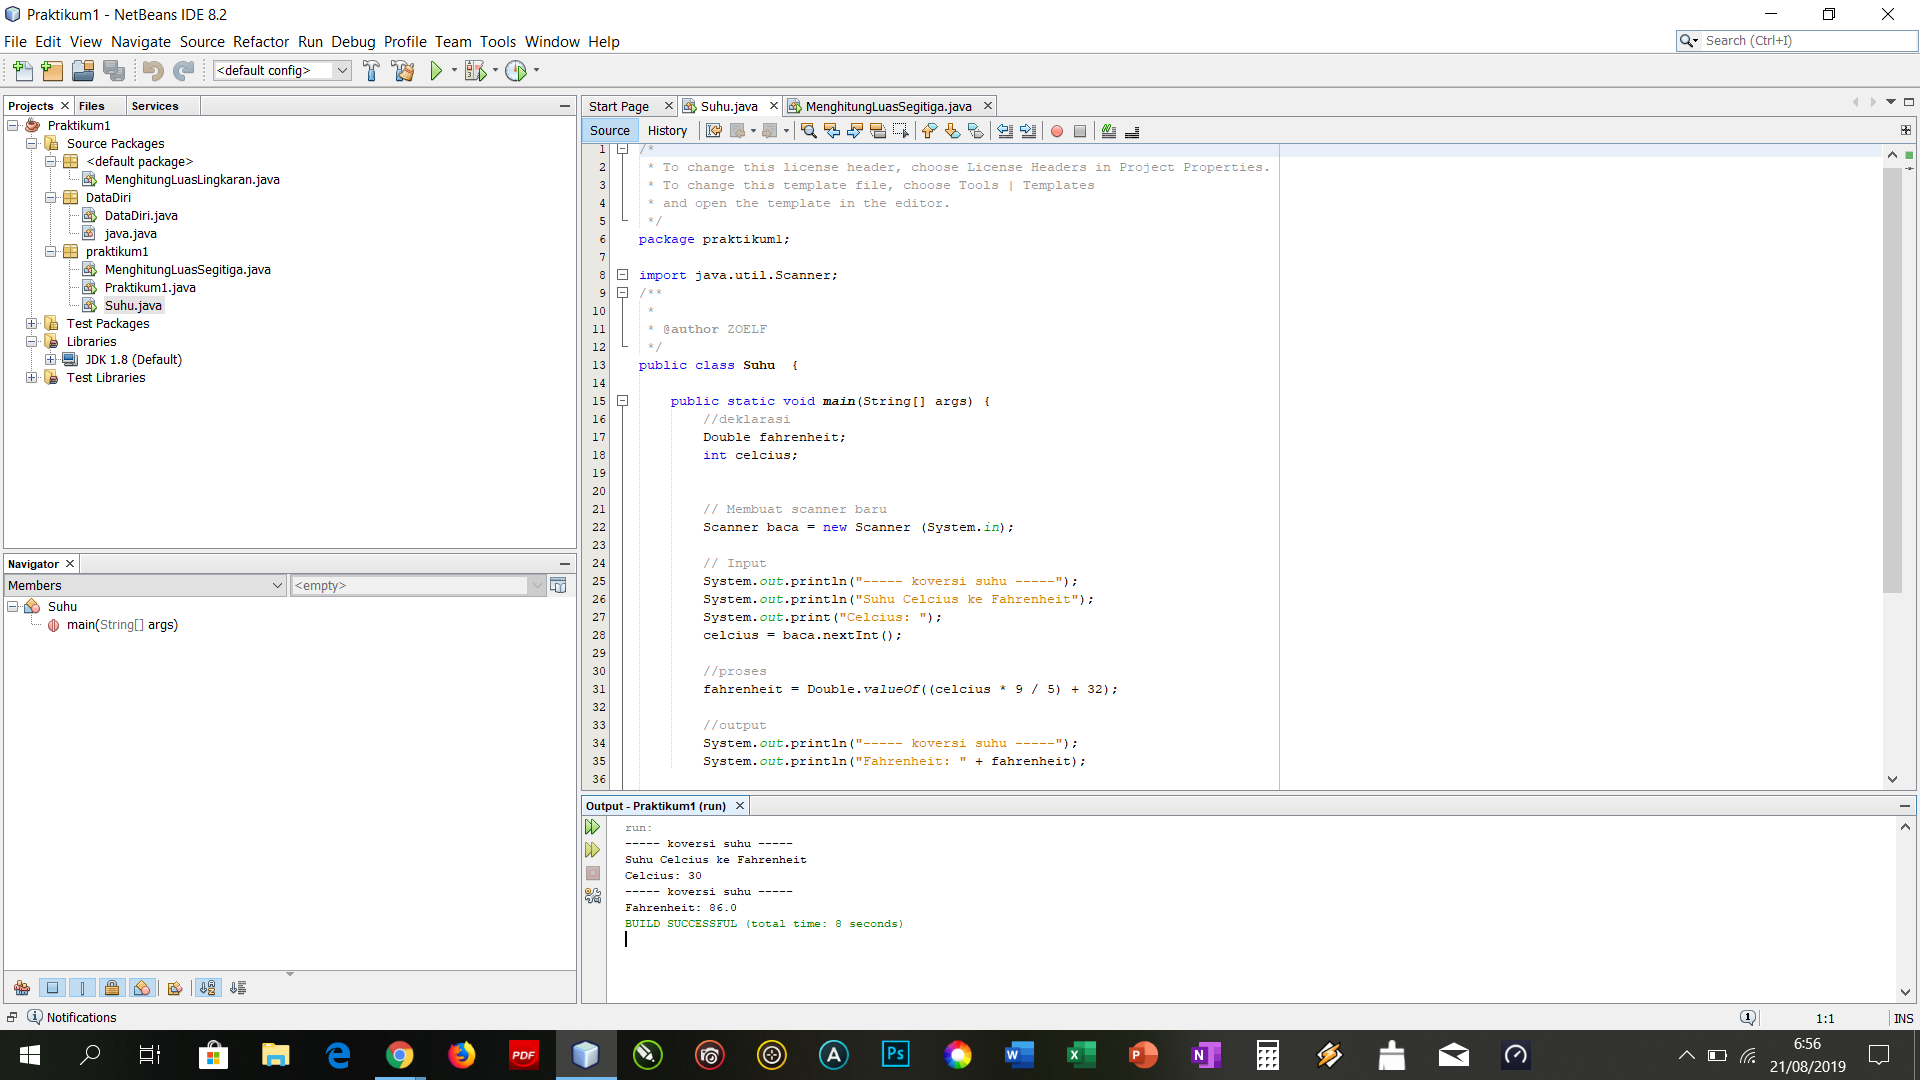 Praktikum1 - NetBeans IDE 8.2
File Edit View Navigate Source Refactor Run Debug Profile Team Tools Window Help
Search (Ctrl+I)
<default config>
Projects Files Services
Praktikum1
Source Packages
<default package>
MenghitungLuasLingkaran.java
DataDiri
DataDiri.java
java.java
praktikum1
MenghitungLuasSegitiga.java
Praktikum1.java
Suhu.java
Test Packages
Libraries
JDK 1.8 (Default)
Test Libraries
Navigator
Members
<empty>
Suhu
main(String[] args)
Start Page Suhu.java MenghitungLuasSegitiga.java
Source History
1 /*
2 * To change this license header, choose License Headers in Project Properties.
3 * To change this template file, choose Tools | Templates
4 * and open the template in the editor.
5 */
6 package praktikum1;
7
8 import java.util.Scanner;
9 /**
10 *
11 * @author ZOELF
12 */
13 public class Suhu {
14
15 public static void main(String[] args) {
16 //deklarasi
17 Double fahrenheit;
18 int celcius;
19
20
21 // Membuat scanner baru
22 Scanner baca = new Scanner (System.in);
23
24 // Input
25 System.out.println("----- koversi suhu -----");
26 System.out.println("Suhu Celcius ke Fahrenheit");
27 System.out.print("Celcius: ");
28 celcius = baca.nextInt();
29
30 //proses
31 fahrenheit = Double.valueOf((celcius * 9 / 5) + 32);
32
33 //output
34 System.out.println("----- koversi suhu -----");
35 System.out.println("Fahrenheit: " + fahrenheit);
36
Output - Praktikum1 (run)
run:
----- koversi suhu -----
Suhu Celcius ke Fahrenheit
Celcius: 30
----- koversi suhu -----
Fahrenheit: 86.0
BUILD SUCCESSFUL (total time: 8 seconds)
Notifications
1:1
INS
PDF
A
Ps
W
X
P
N
6:56
21/08/2019